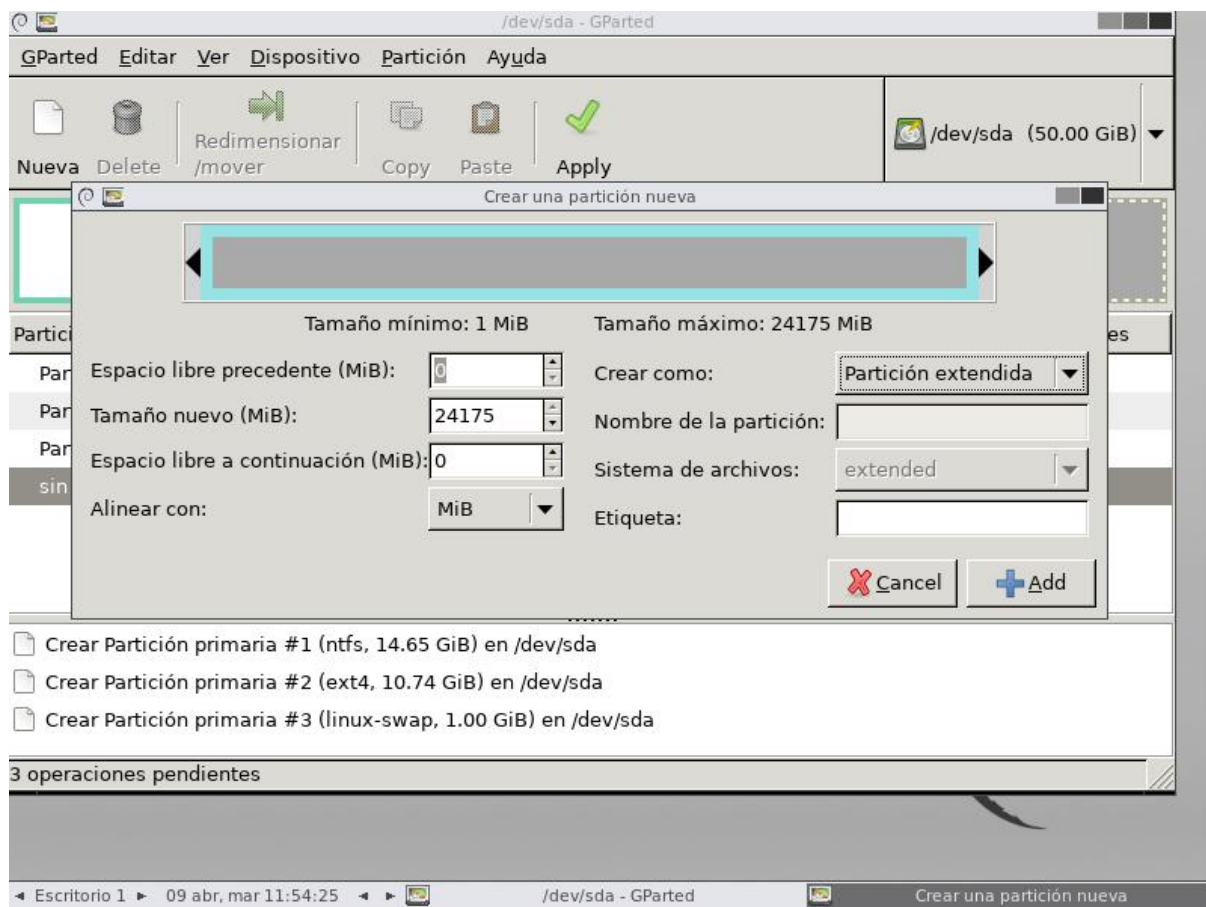 /dev/sda - GParted
GParted Editar Ver Dispositivo Partición Ayuda
Nueva Delete Redimensionar /mover Copy Paste Apply /dev/sda (50.00 GiB)
Crear una partición nueva
Tamaño mínimo: 1 MiB Tamaño máximo: 24175 MiB
Espacio libre precedente (MiB): 0 Crear como: Partición extendida
Tamaño nuevo (MiB): 24175 Nombre de la partición:
Espacio libre a continuación (MiB): 0 Sistema de archivos: extended
Alinear con: MiB Etiqueta:
Cancel Add
Partici es
Par
Par
Par
sin
Crear Partición primaria #1 (ntfs, 14.65 GiB) en /dev/sda
Crear Partición primaria #2 (ext4, 10.74 GiB) en /dev/sda
Crear Partición primaria #3 (linux-swap, 1.00 GiB) en /dev/sda
3 operaciones pendientes
Escritorio 1 09 abr, mar 11:54:25 /dev/sda - GParted Crear una partición nueva